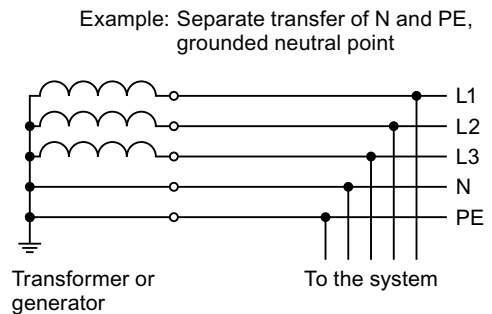 Example: Separate transfer of N and PE,
grounded neutral point
L1
L2
L3
N
PE
Transformer or
generator
To the system